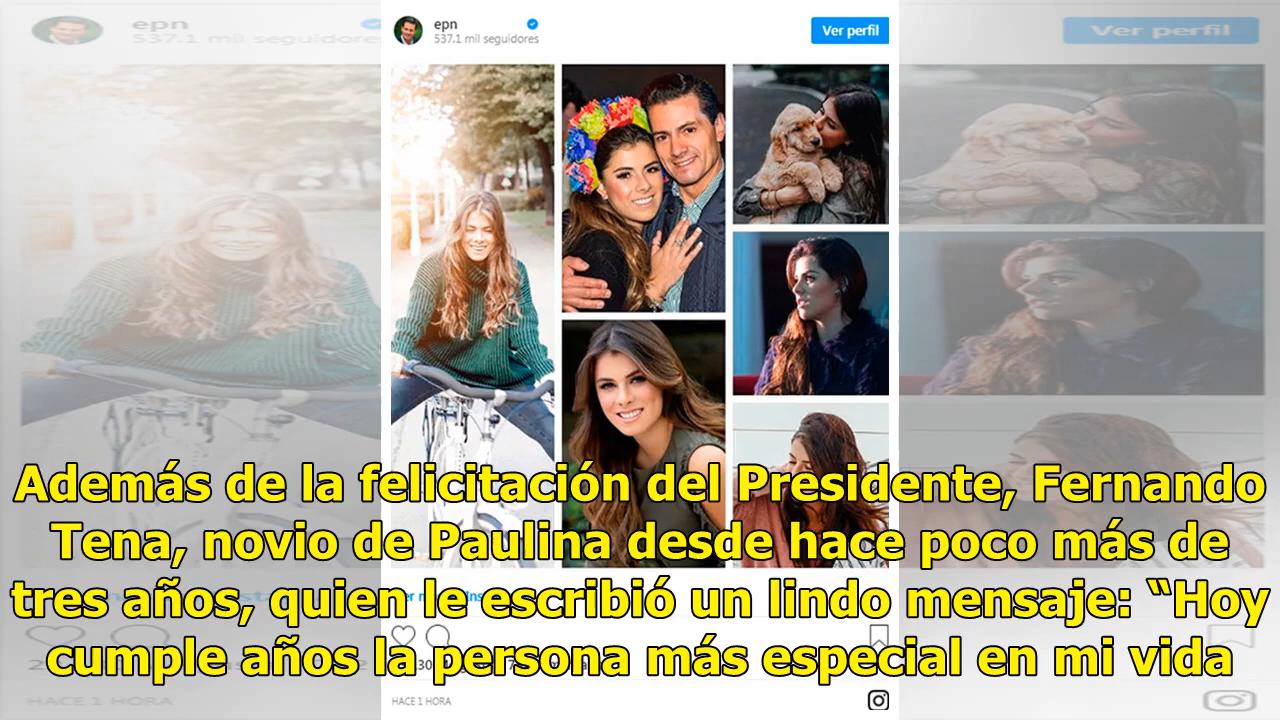 epn
537.1 mil seguidores
Ver perfil
Además de la felicitación del Presidente, Fernando
Tena, novio de Paulina desde hace poco más de
tres años, quien le escribió un lindo mensaje: “Hoy
cumple años la persona más especial en mi vida
HACE 1 HORA